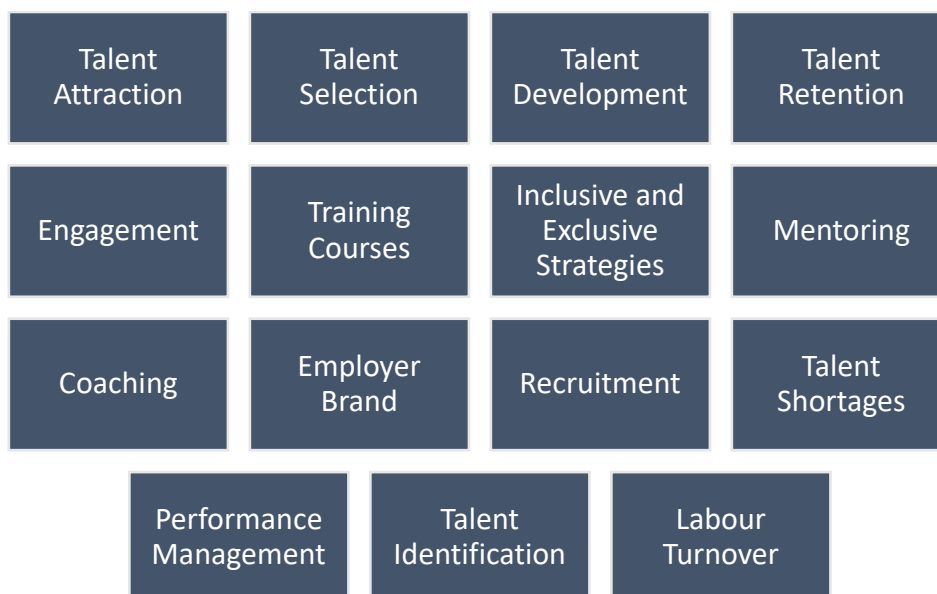 Talent
Attraction
Talent
Selection
Talent
Development
Talent
Retention
Engagement
Training
Courses
Inclusive and
Exclusive
Strategies
Mentoring
Coaching
Employer
Brand
Recruitment
Talent
Shortages
Performance
Management
Talent
Identification
Labour
Turnover